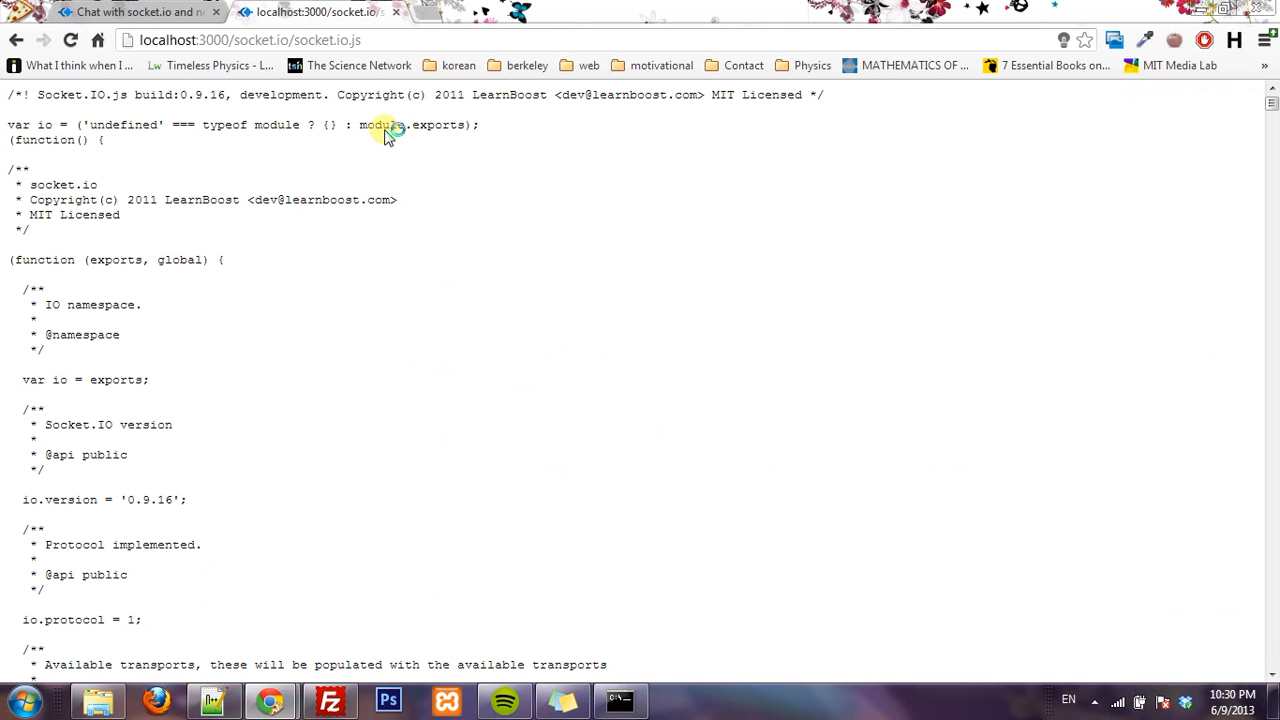 Chat with socket.io and n
localhost:3000/socket.io/s
localhost:3000/socket.io/socket.io.js
What I think when I ...
Lw Timeless Physics - L...
tsn The Science Network
korean
berkeley
web
motivational
Contact
Physics
MATHEMATICS OF ...
7 Essential Books on...
MIT Media Lab
»
/*! Socket.IO.js build:0.9.16, development. Copyright(c) 2011 LearnBoost <dev@learnboost.com> MIT Licensed */
var io = ('undefined' === typeof module ? {} : module.exports);
(function() {
/**
* socket.io
* Copyright(c) 2011 LearnBoost <dev@learnboost.com>
* MIT Licensed
*/
(function (exports, global) {
/**
* IO namespace.
*
* @namespace
*/
var io = exports;
/**
* Socket.IO version
*
* @api public
*/
io.version = '0.9.16';
/**
* Protocol implemented.
*
* @api public
*/
io.protocol = 1;
/**
* Available transports, these will be populated with the available transports
*
EN
10:30 PM
6/9/2013